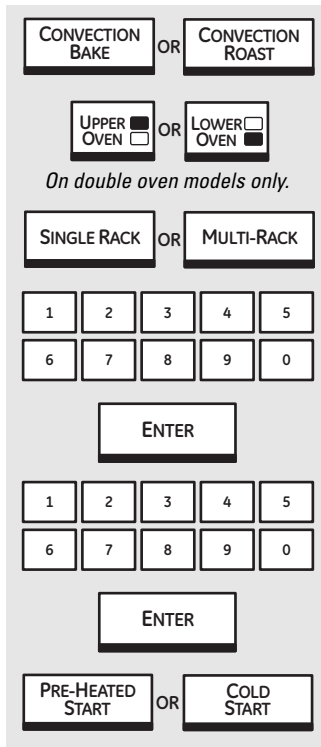 CONVECTION BAKE OR CONVECTION ROAST
UPPER OVEN OR LOWER OVEN
On double oven models only.
SINGLE RACK OR MULTI-RACK
1 2 3 4 5
6 7 8 9 0
ENTER
1 2 3 4 5
6 7 8 9 0
ENTER
PRE-HEATED START OR COLD START